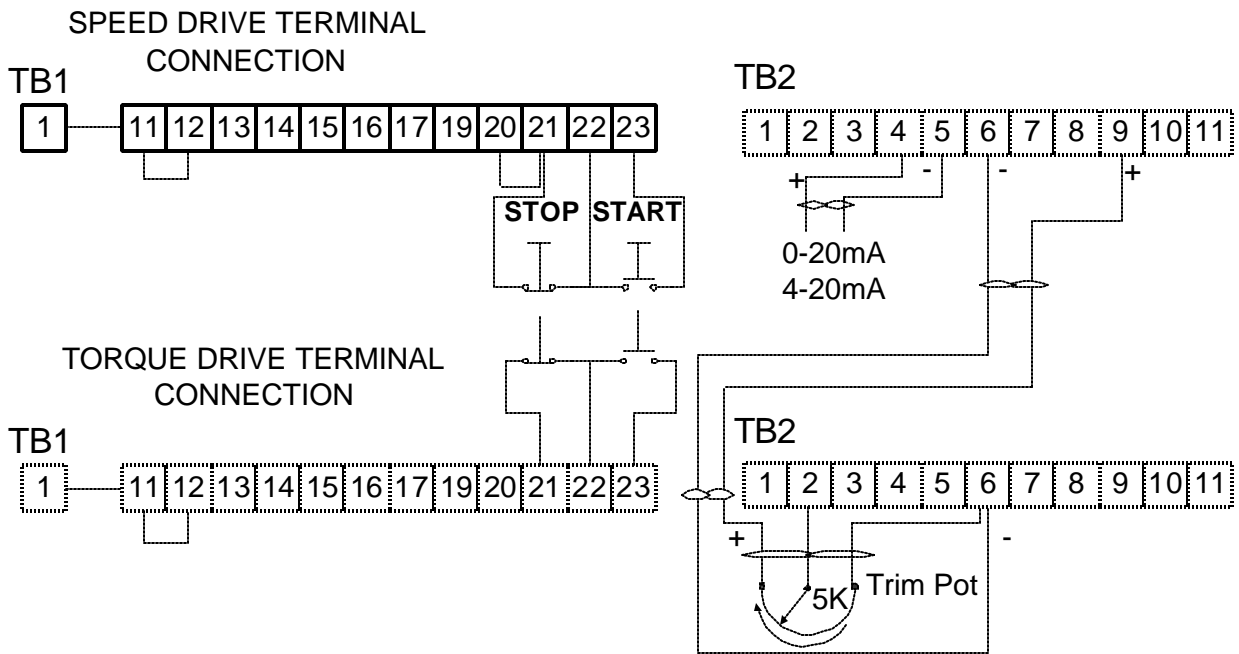 SPEED DRIVE TERMINAL
CONNECTION
TB1
1 11 12 13 14 15 16 17 19 20 21 22 23
STOP START
TB2
1 2 3 4 5 6 7 8 9 10 11
+ - - +
0-20mA
4-20mA
TORQUE DRIVE TERMINAL
CONNECTION
TB1
1 11 12 13 14 15 16 17 19 20 21 22 23
TB2
1 2 3 4 5 6 7 8 9 10 11
+ -
5K Trim Pot